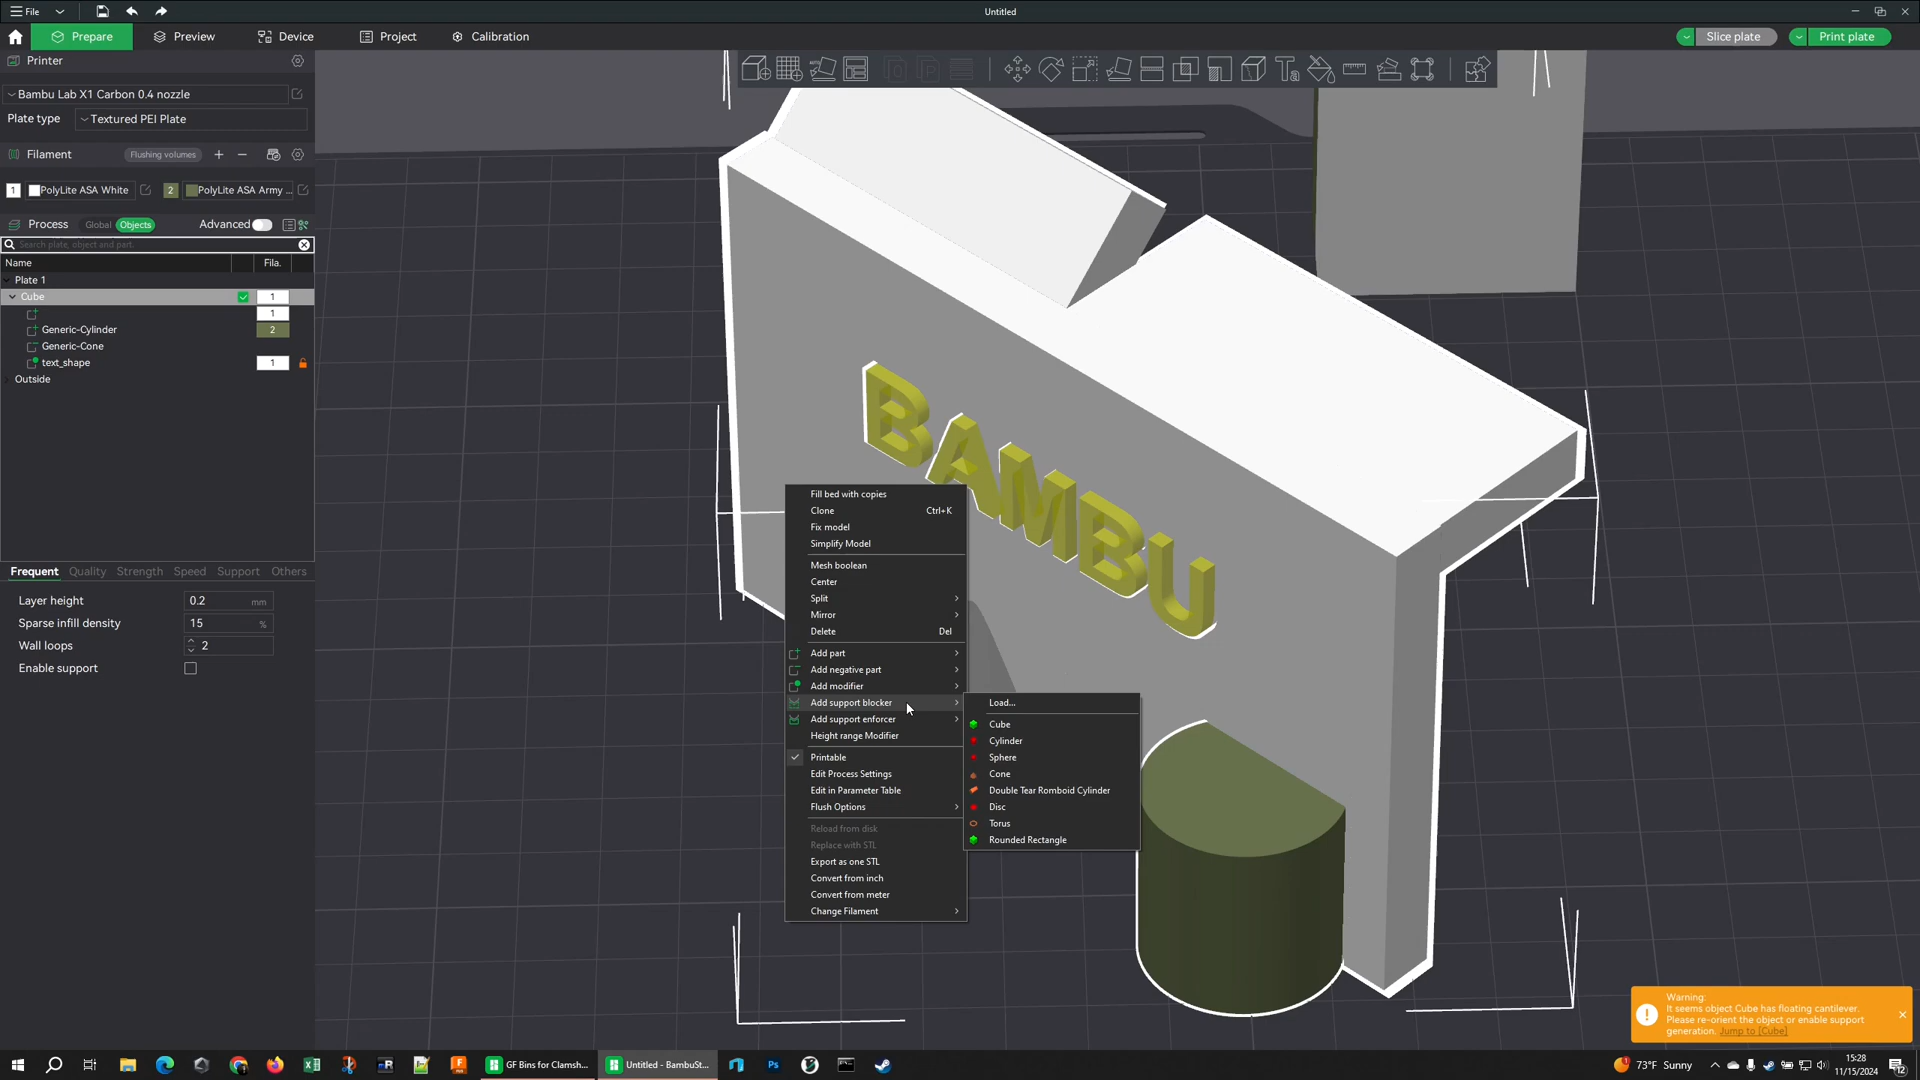 File
Untitled
Prepare
Preview
Device
Project
Calibration
Slice plate
Print plate
Printer
Bambu Lab X1 Carbon 0.4 nozzle
Plate type
Textured PEI Plate
Filament
Flushing volumes
1
PolyLite ASA White
2
PolyLite ASA Army ...
Process
Global
Objects
Advanced
Search plate, object and part.
Name
Fila.
Plate 1
Cube
1
1
Generic-Cylinder
2
Generic-Cone
text_shape
1
Outside
Frequent
Quality
Strength
Speed
Support
Others
Layer height
0.2
mm
Sparse infill density
15
%
Wall loops
2
Enable support
BAMBU
Fill bed with copies
Clone
Ctrl+K
Fix model
Simplify Model
Mesh boolean
Center
Split
Mirror
Delete
Del
Add part
Add negative part
Add modifier
Add support blocker
Add support enforcer
Height range Modifier
Printable
Edit Process Settings
Edit in Parameter Table
Flush Options
Reload from disk
Replace with STL
Export as one STL
Convert from inch
Convert from meter
Change Filament
Load...
Cube
Cylinder
Sphere
Cone
Double Tear Romboid Cylinder
Disc
Torus
Rounded Rectangle
Warning:
It seems object Cube has floating cantilever.
Please re-orient the object or enable support
generation. Jump to [Cube]
GF Bins for Clamsh...
Untitled - BambuSt...
73°F Sunny
15:28
11/15/2024